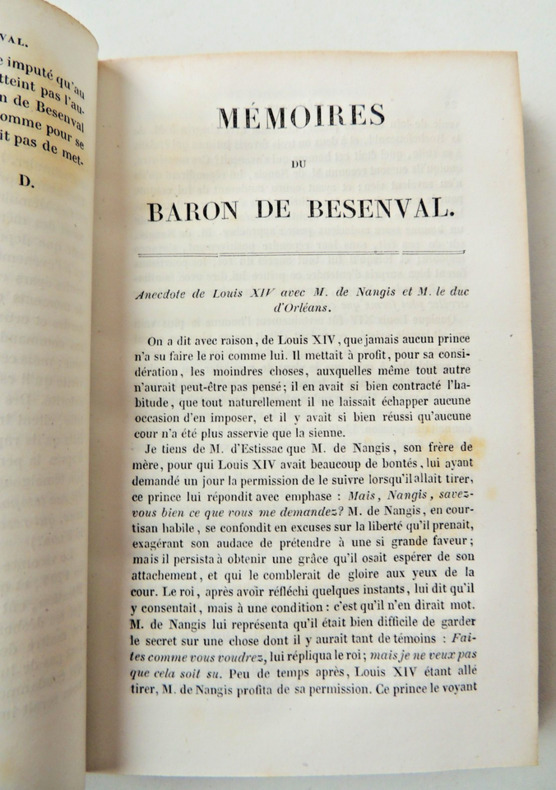 VAL.
e imputé qu'au
tteint pas l'au-
n de Besenval
omme pour se
it pas de met-
D.
MÉMOIRES
DU
BARON DE BESENVAL.
Anecdote de Louis XIV avec M. de Nangis et M. le duc
d'Orléans.
On a dit avec raison, de Louis XIV, que jamais aucun prince
n'a su faire le roi comme lui. Il mettait à profit, pour sa consi-
dération, les moindres choses, auxquelles même tout autre
n'aurait peut-être pas pensé; il en avait si bien contracté l'ha-
bitude, que tout naturellement il ne laissait échapper aucune
occasion d'en imposer, et il y avait si bien réussi qu'aucune
cour n'a été plus asservie que la sienne.
Je tiens de M. d'Estissac que M. de Nangis, son frère de
mère, pour qui Louis XIV avait beaucoup de bontés, lui ayant
demandé un jour la permission de le suivre lorsqu'il allait tirer,
ce prince lui répondit avec emphase : Mais, Nangis, savez-
vous bien ce que vous me demandez? M. de Nangis, en cour-
tisan habile, se confondit en excuses sur la liberté qu'il prenait,
exagérant son audace de prétendre à une si grande faveur;
mais il persista à obtenir une grâce qu'il osait espérer de son
attachement, et qui le comblerait de gloire aux yeux de la
cour. Le roi, après avoir réfléchi quelques instants, lui dit qu'il
y consentait, mais à une condition : c'est qu'il n'en dirait mot.
M. de Nangis lui représenta qu'il était bien difficile de garder
le secret sur une chose dont il y aurait tant de témoins : Fai-
tes comme vous voudrez, lui répliqua le roi; mais je ne veux pas
que cela soit su. Peu de temps après, Louis XIV étant allé
tirer, M. de Nangis profita de sa permission. Ce prince le voyant